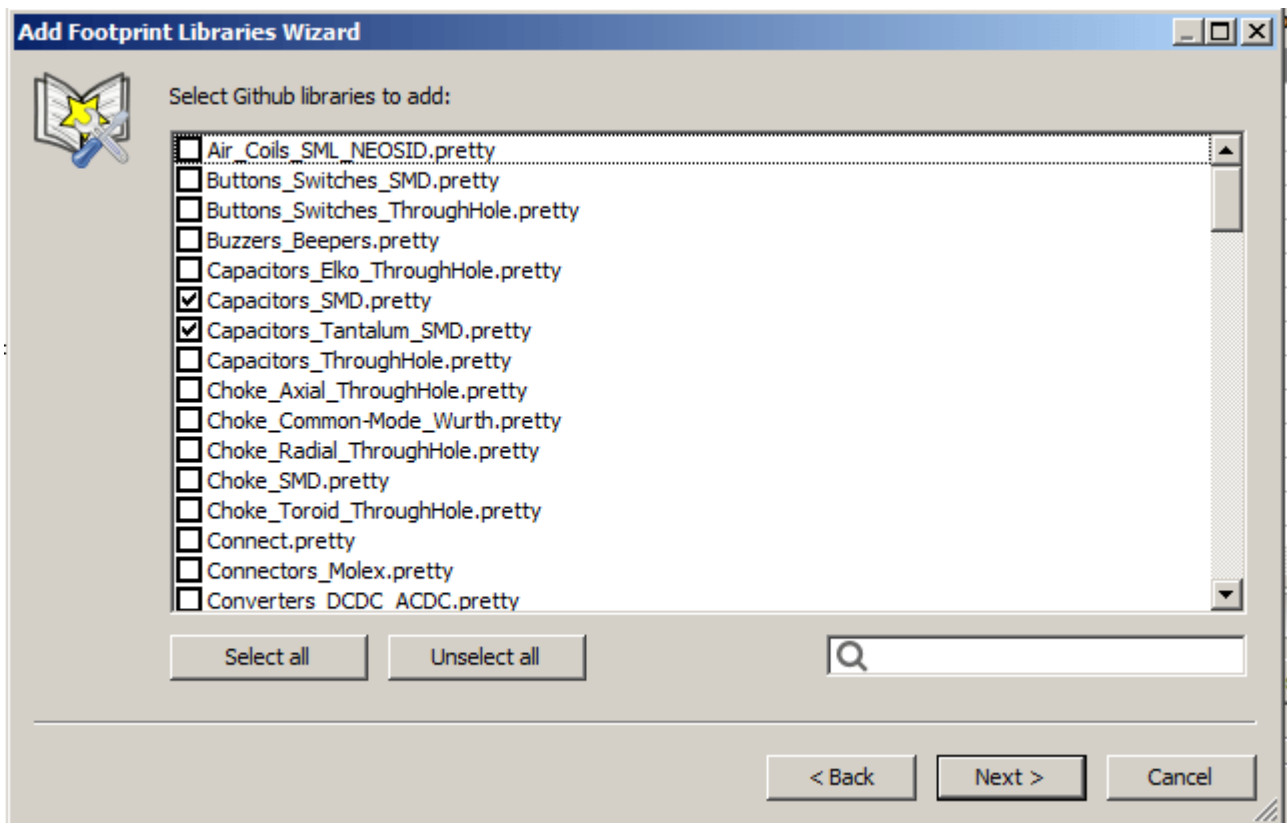 Add Footprint Libraries Wizard
Select Github libraries to add:
Air_Coils_SML_NEOSID.pretty
Buttons_Switches_SMD.pretty
Buttons_Switches_ThroughHole.pretty
Buzzers_Beepers.pretty
Capacitors_Elko_ThroughHole.pretty
Capacitors_SMD.pretty
Capacitors_Tantalum_SMD.pretty
Capacitors_ThroughHole.pretty
Choke_Axial_ThroughHole.pretty
Choke_Common-Mode_Wurth.pretty
Choke_Radial_ThroughHole.pretty
Choke_SMD.pretty
Choke_Toroid_ThroughHole.pretty
Connect.pretty
Connectors_Molex.pretty
Converters_DCDC_ACDC.pretty
Select all Unselect all
< Back Next > Cancel